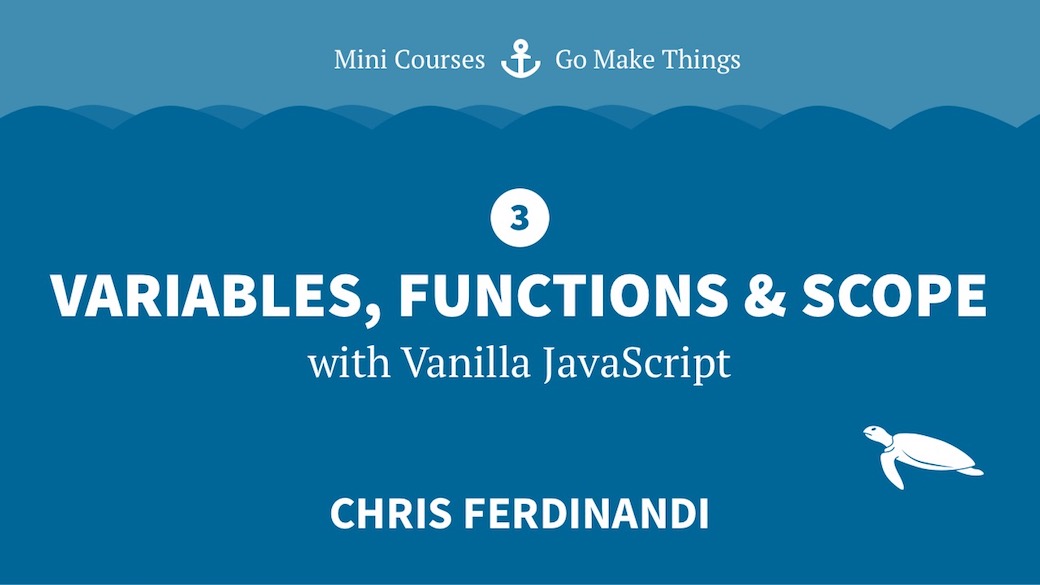 Mini Courses Go Make Things
3
VARIABLES, FUNCTIONS & SCOPE
with Vanilla JavaScript
CHRIS FERDINANDI